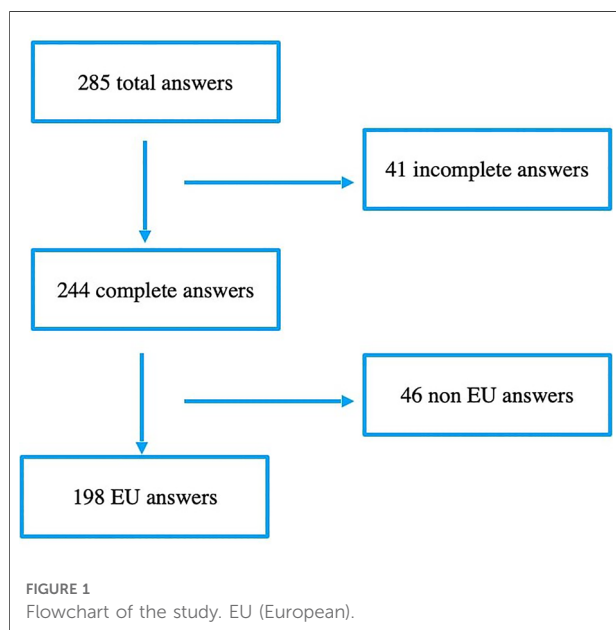 285 total answers
41 incomplete answers
244 complete answers
46 non EU answers
198 EU answers
FIGURE 1
Flowchart of the study. EU (European).